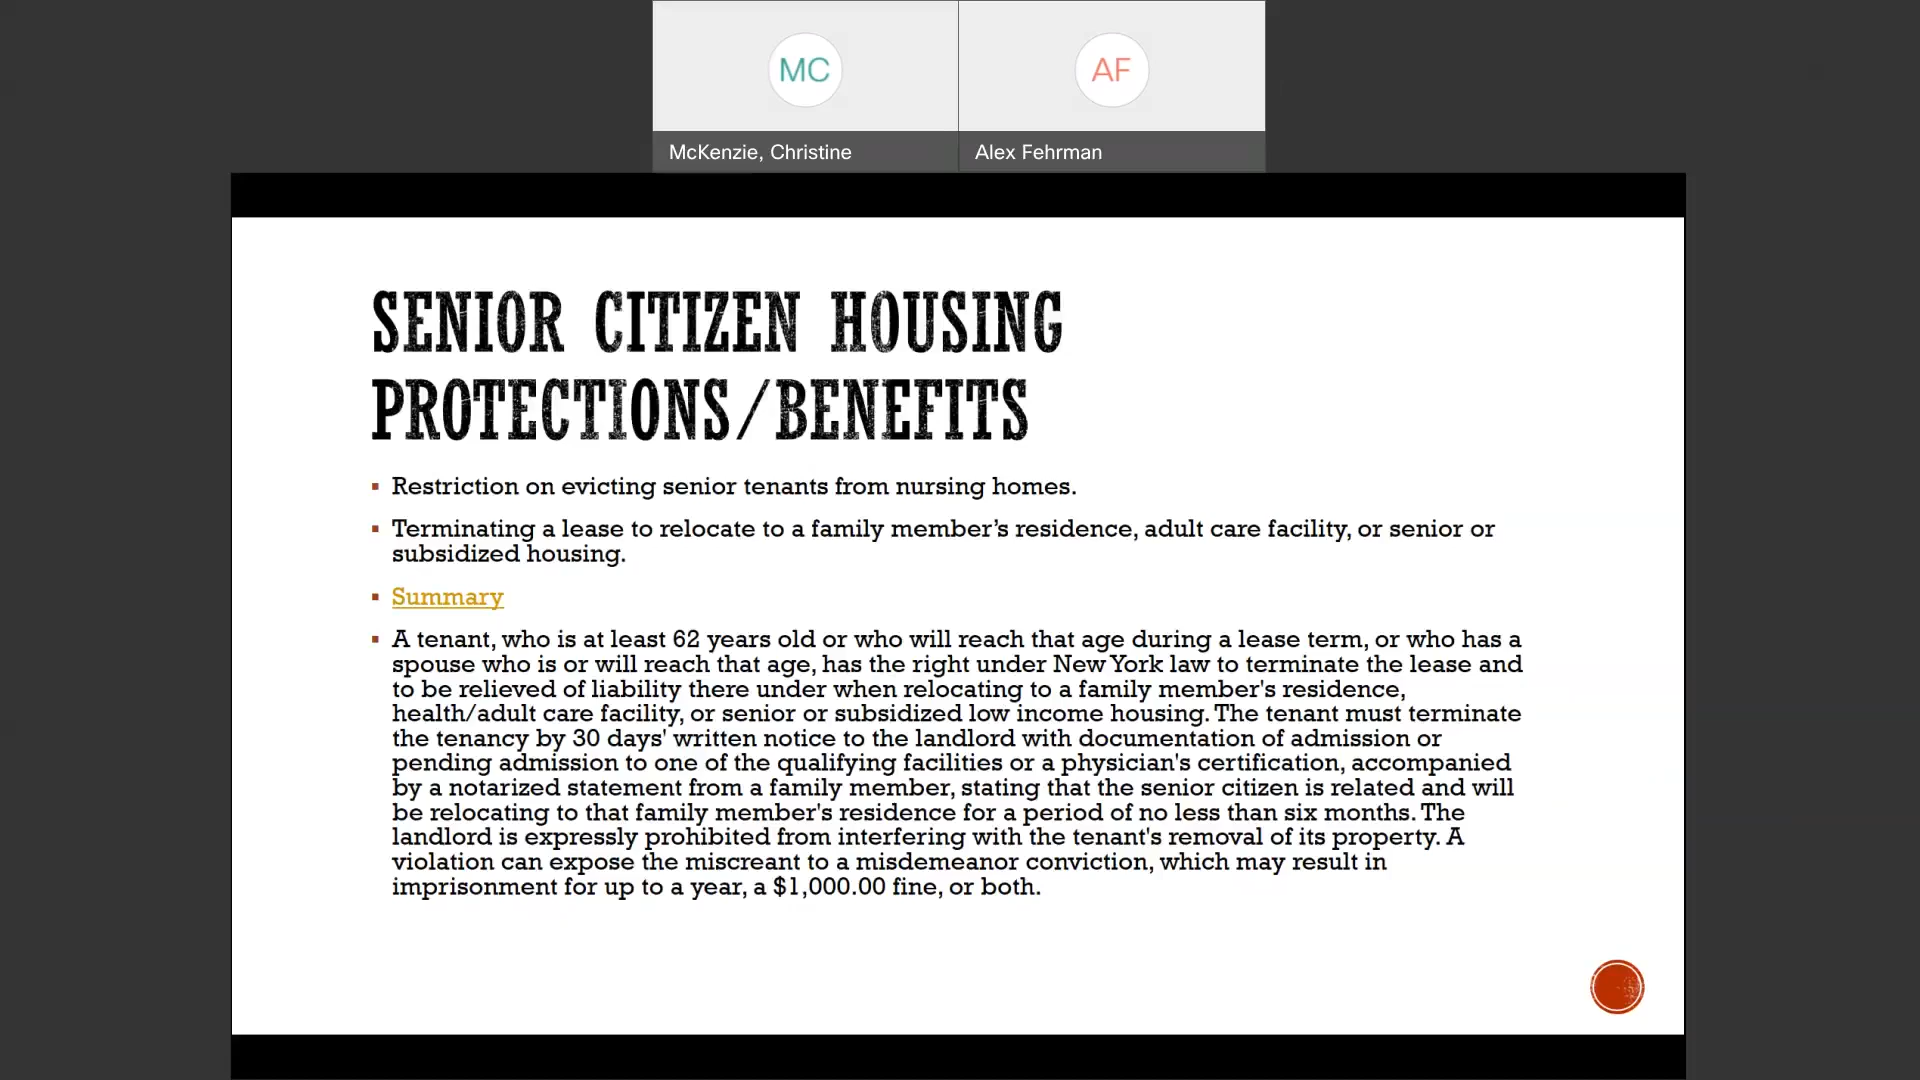 MC
AF
McKenzie, Christine
Alex Fehrman
SENIOR CITIZEN HOUSING
PROTECTIONS/BENEFITS
▪ Restriction on evicting senior tenants from nursing homes.
▪ Terminating a lease to relocate to a family member’s residence, adult care facility, or senior or
subsidized housing.
▪ Summary
▪ A tenant, who is at least 62 years old or who will reach that age during a lease term, or who has a
spouse who is or will reach that age, has the right under New York law to terminate the lease and
to be relieved of liability there under when relocating to a family member's residence,
health/adult care facility, or senior or subsidized low income housing. The tenant must terminate
the tenancy by 30 days' written notice to the landlord with documentation of admission or
pending admission to one of the qualifying facilities or a physician's certification, accompanied
by a notarized statement from a family member, stating that the senior citizen is related and will
be relocating to that family member's residence for a period of no less than six months. The
landlord is expressly prohibited from interfering with the tenant's removal of its property. A
violation can expose the miscreant to a misdemeanor conviction, which may result in
imprisonment for up to a year, a $1,000.00 fine, or both.